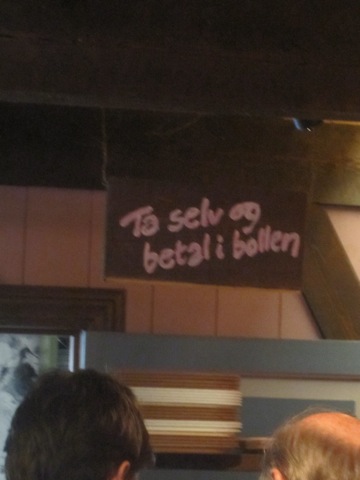 Ta selv og
betal i bollen